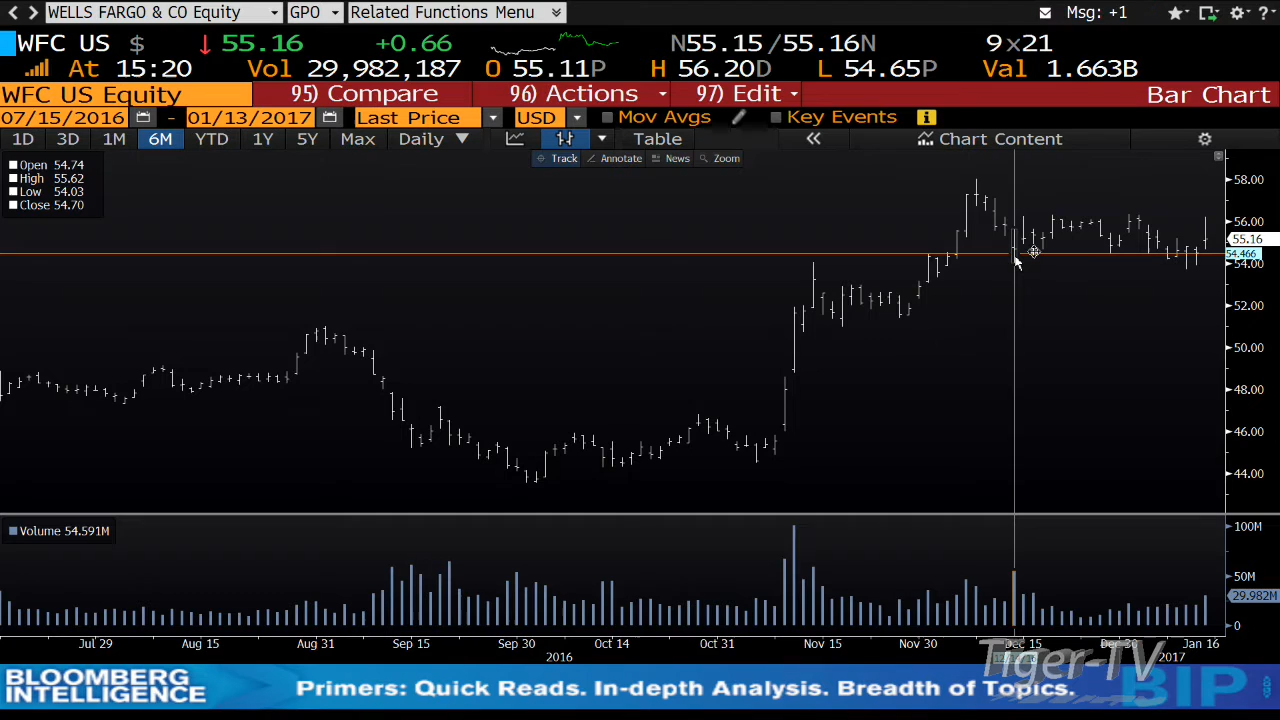 WELLS FARGO & CO Equity GPO Related Functions Menu Msg: +1
WFC US $ 55.16 +0.66 N55.15/55.16N 9x21
At 15:20 Vol 29,982,187 O 55.11P H 56.20D L 54.65P Val 1.663B
WFC US Equity 95) Compare 96) Actions 97) Edit Bar Chart
07/15/2016 - 01/13/2017 Last Price USD Mov Avgs Key Events
1D 3D 1M 6M YTD 1Y 5Y Max Daily Table Chart Content
Track Annotate News Zoom
Open 54.74
High 55.62
Low 54.03
Close 54.70
58.00
56.00
55.16
54.466
54.00
52.00
50.00
48.00
46.00
44.00
Volume 54.591M
100M
50M
29.982M
0
Jul 29 Aug 15 Aug 31 Sep 15 Sep 30 Oct 14 Oct 31 Nov 15 Nov 30 Dec 15 Dec 30 Jan 16
2016 2017
Tiger-TV
BLOOMBERG
INTELLIGENCE
Primers: Quick Reads. In-depth Analysis. Breadth of Topics.
BIP